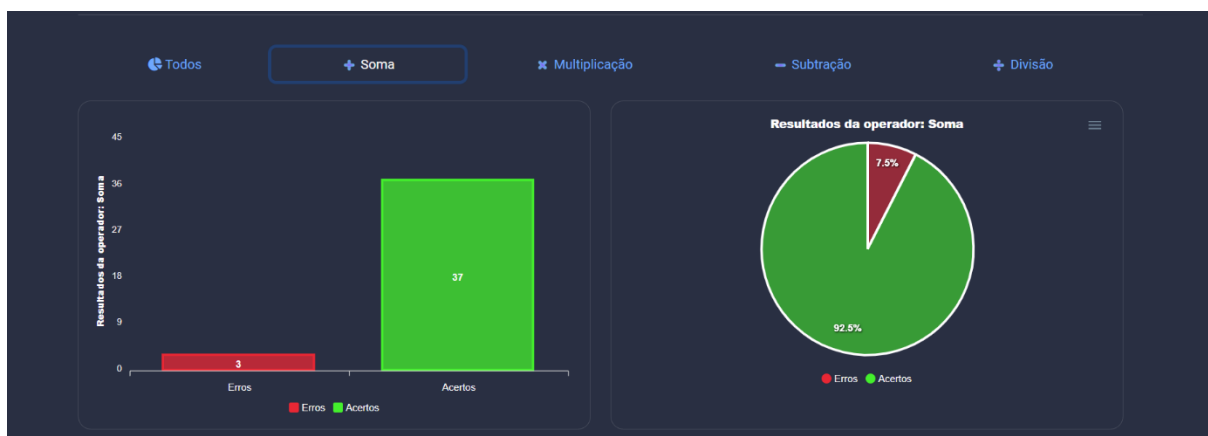 Todos
Soma
Multiplicação
Subtração
Divisão
Resultados da operador: Soma
45
36
27
18
9
0
3
37
Erros
Acertos
Erros
Acertos
Resultados da operador: Soma
7.5%
92.5%
Erros
Acertos